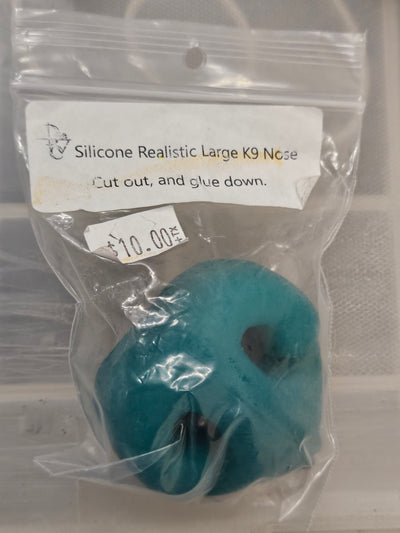 Silicone Realistic Large K9 Nose
Cut out, and glue down.
$10.00